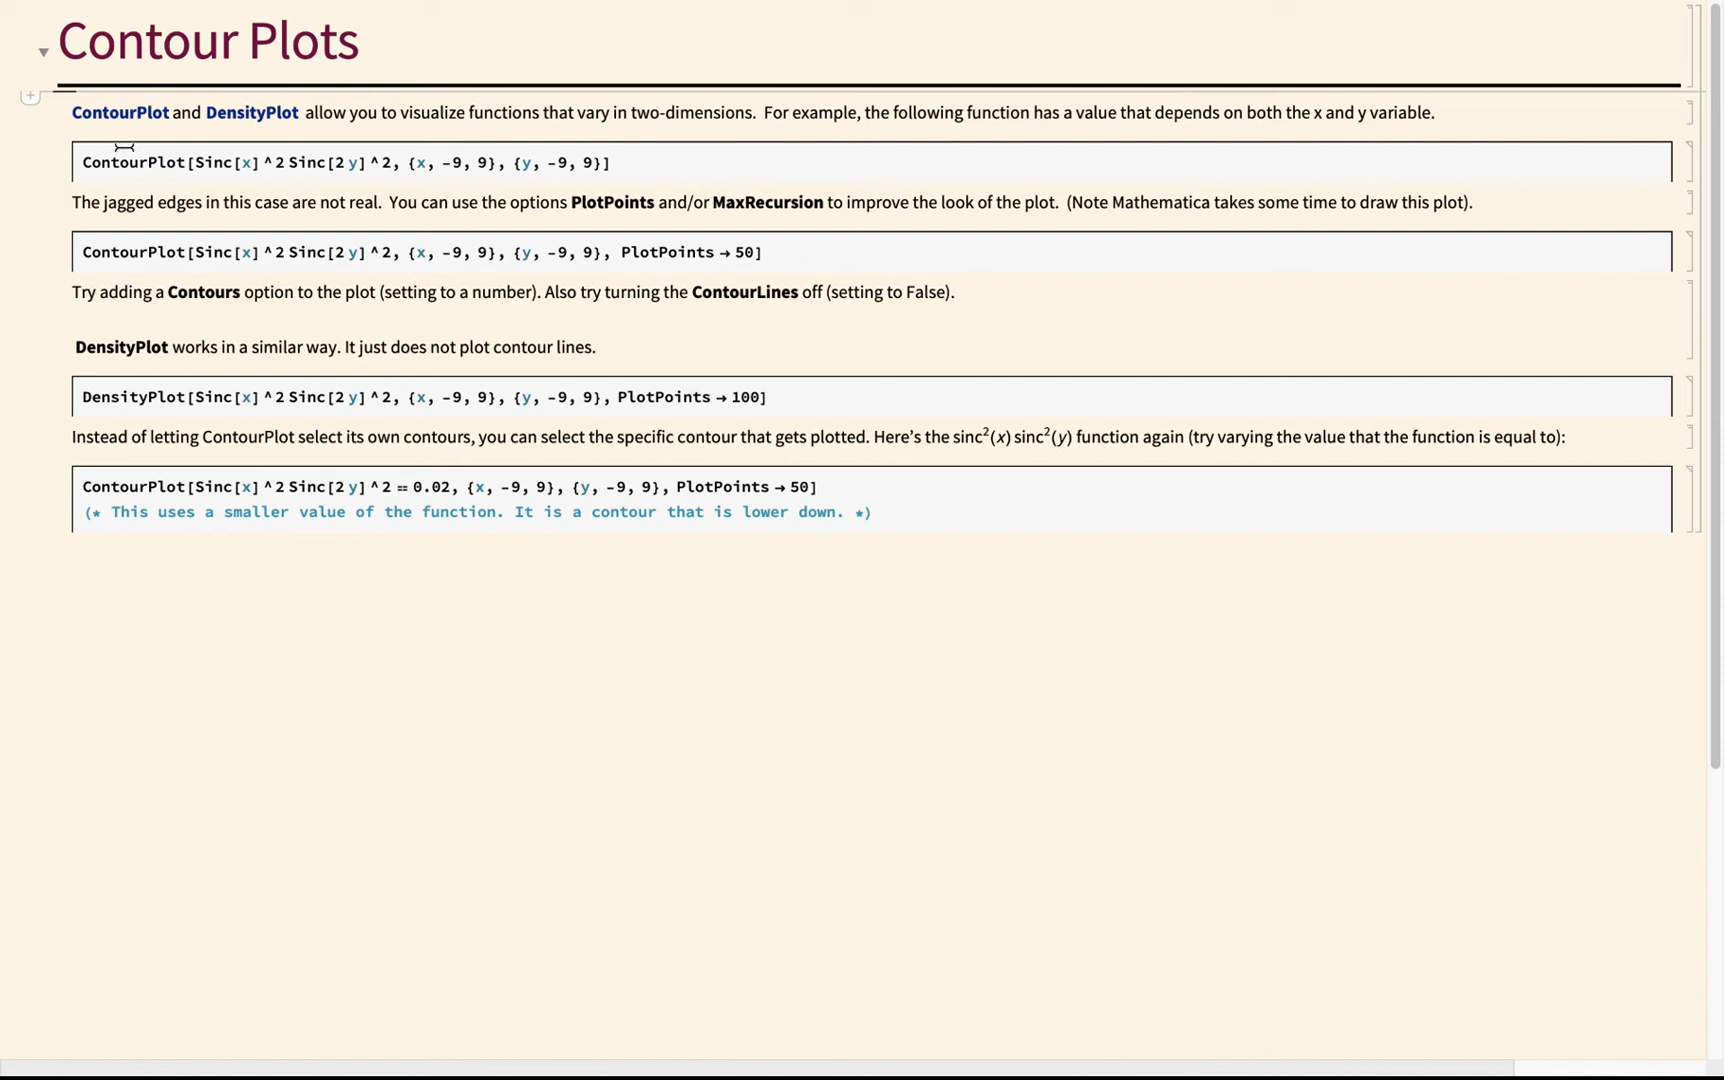 Contour Plots
ContourPlot and DensityPlot allow you to visualize functions that vary in two-dimensions. For example, the following function has a value that depends on both the x and y variable.
ContourPlot[Sinc[x]^2 Sinc[2 y]^2, {x, -9, 9}, {y, -9, 9}]
The jagged edges in this case are not real. You can use the options PlotPoints and/or MaxRecursion to improve the look of the plot. (Note Mathematica takes some time to draw this plot).
ContourPlot[Sinc[x]^2 Sinc[2 y]^2, {x, -9, 9}, {y, -9, 9}, PlotPoints → 50]
Try adding a Contours option to the plot (setting to a number). Also try turning the ContourLines off (setting to False).
DensityPlot works in a similar way. It just does not plot contour lines.
DensityPlot[Sinc[x]^2 Sinc[2 y]^2, {x, -9, 9}, {y, -9, 9}, PlotPoints → 100]
Instead of letting ContourPlot select its own contours, you can select the specific contour that gets plotted. Here's the sinc²(x) sinc²(y) function again (try varying the value that the function is equal to):
ContourPlot[Sinc[x]^2 Sinc[2 y]^2 == 0.02, {x, -9, 9}, {y, -9, 9}, PlotPoints → 50]
(* This uses a smaller value of the function. It is a contour that is lower down. *)